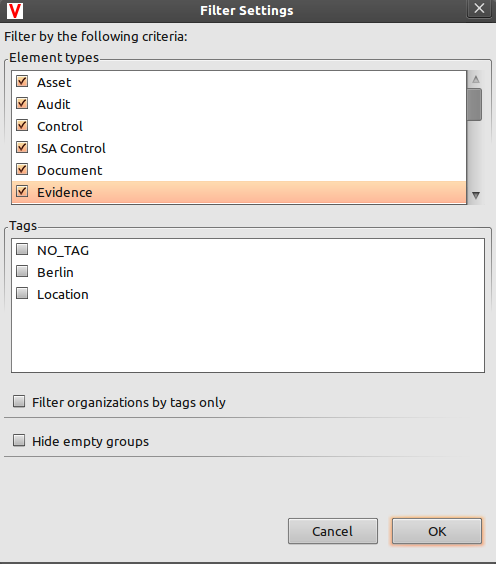 Filter Settings
Filter by the following criteria:
Element types
Asset
Audit
Control
ISA Control
Document
Evidence
Tags
NO_TAG
Berlin
Location
Filter organizations by tags only
Hide empty groups
Cancel
OK